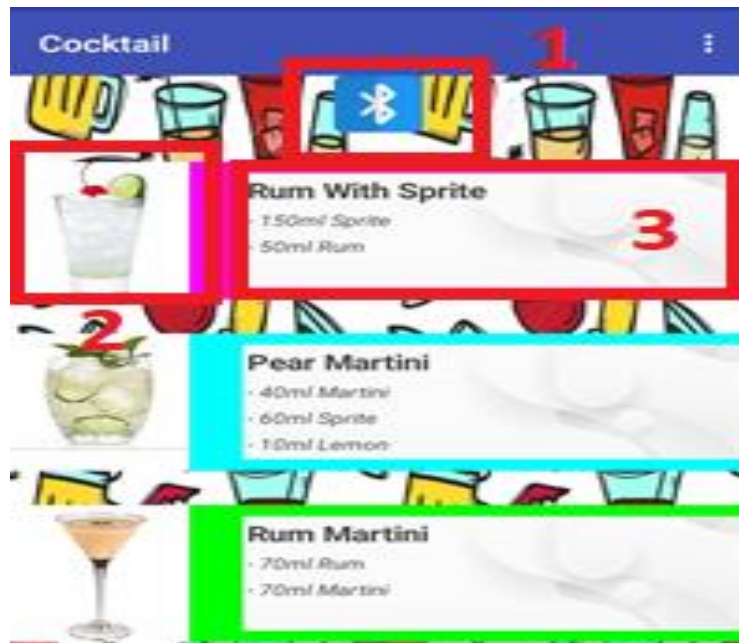 Cocktail
1
Rum With Sprite
- 150ml Sprite
3
- 50ml Rum
2
Pear Martini
- 40ml Martini
- 60ml Sprite
- 10ml Lemon
Rum Martini
- 70ml Rum
- 70ml Martini